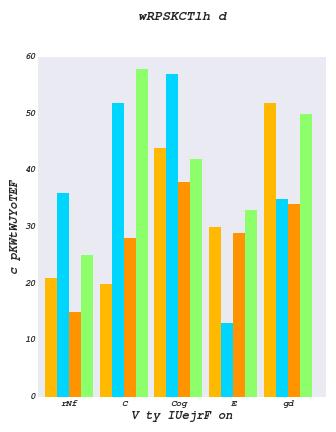 wRPSKCTlh d
c pKWtWJYoTEF
60
50
40
30
20
10
0
rNf
C
Cog
E
gd
V ty IUejrF on